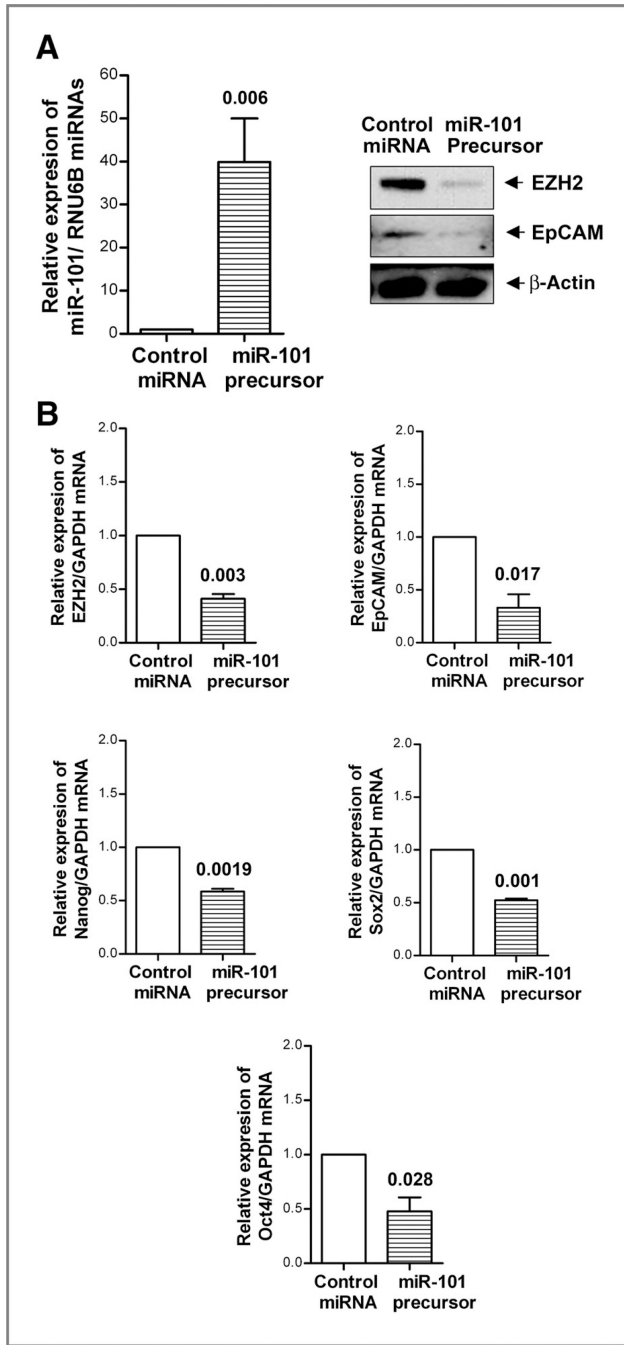 A
Relative expresion of
miR-101/ RNU6B miRNAs
60
50
40
30
20
10
0
0.006
Control
miRNA
miR-101
precursor
Control
miRNA
miR-101
Precursor
EZH2
EpCAM
β-Actin
B
Relative expresion of
EZH2/GAPDH mRNA
2.0
1.5
1.0
0.5
0.0
0.003
Control
miRNA
miR-101
precursor
Relative expresion of
EpCAM/GAPDH mRNA
2.0
1.5
1.0
0.5
0.0
0.017
Control
miRNA
miR-101
precursor
Relative expresion of
Nanog/GAPDH mRNA
2.0
1.5
1.0
0.5
0.0
0.0019
Control
miRNA
miR-101
precursor
Relative expresion of
Sox2/GAPDH mRNA
2.0
1.5
1.0
0.5
0.0
0.001
Control
miRNA
miR-101
precursor
Relative expresion of
Oct4/GAPDH mRNA
2.0
1.5
1.0
0.5
0.0
0.028
Control
miRNA
miR-101
precursor